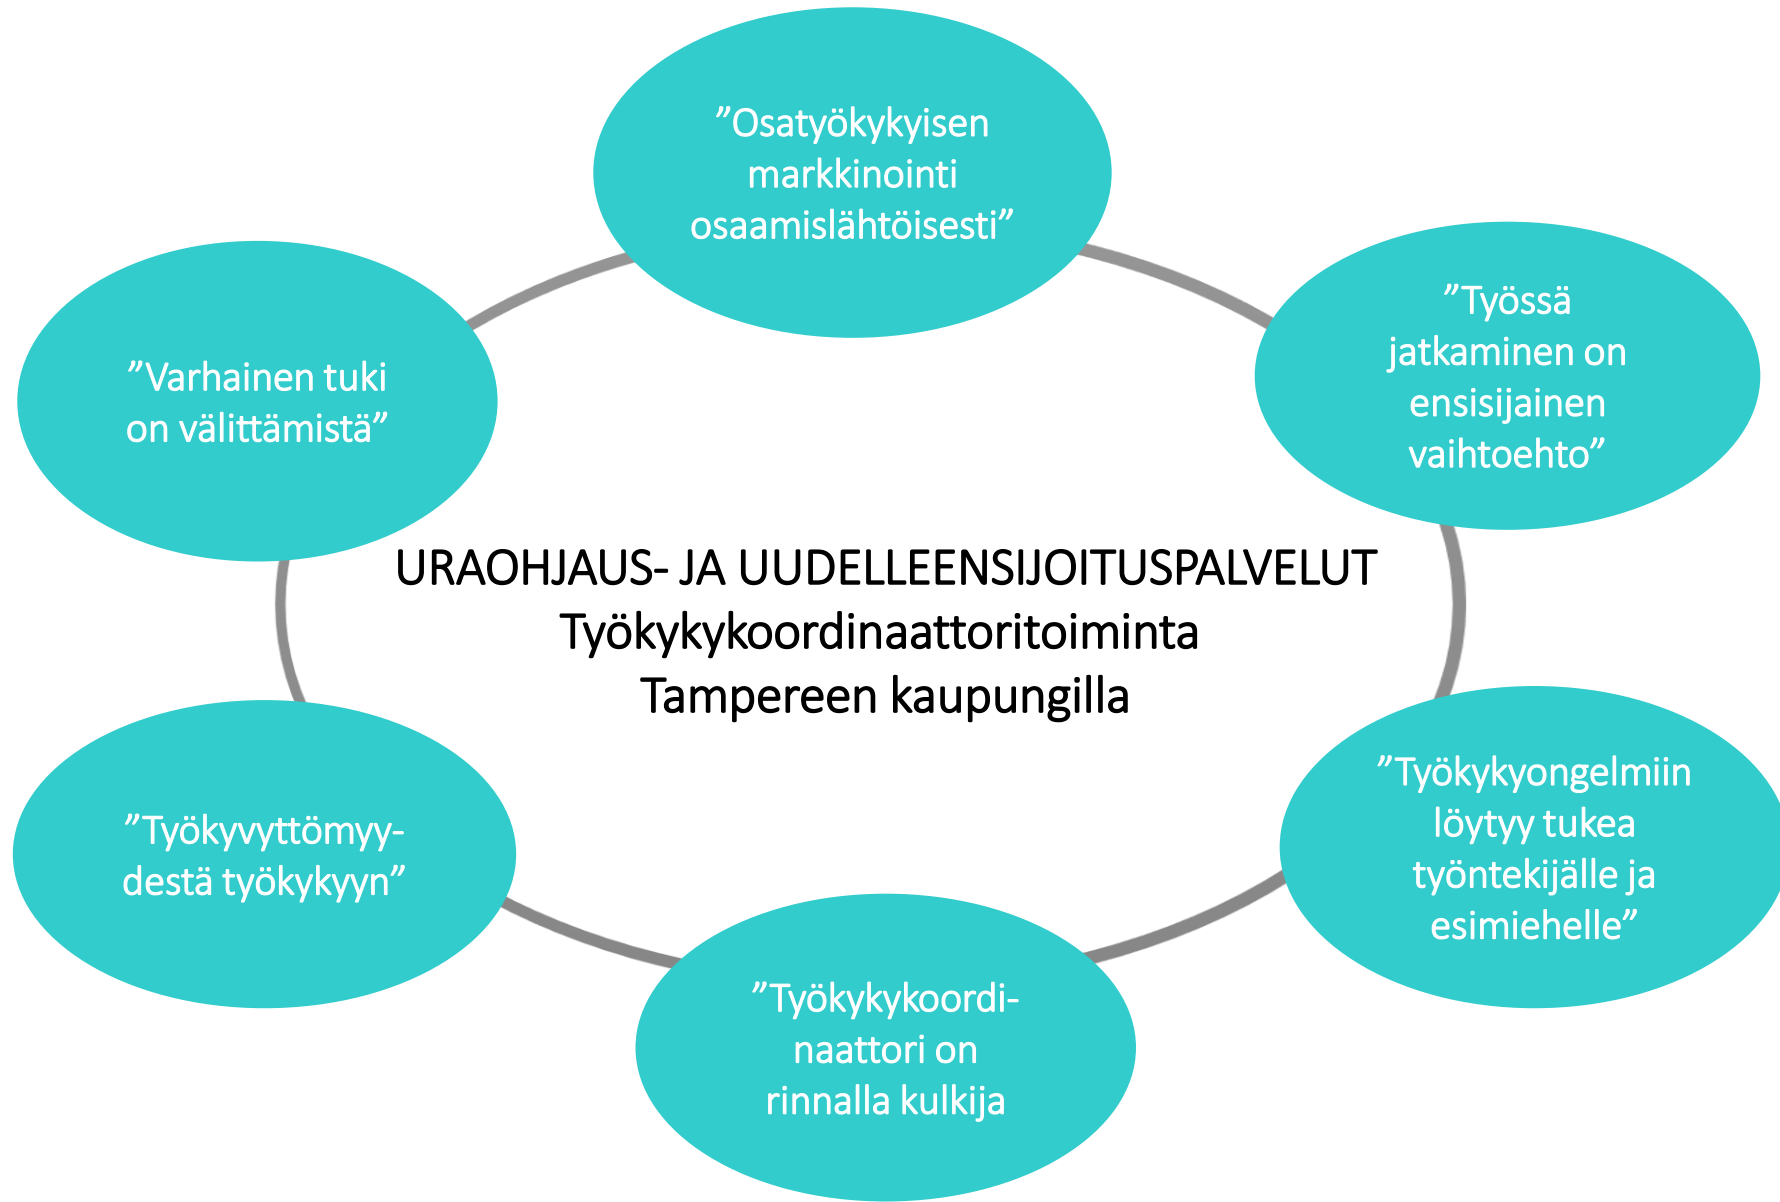 ”Osatyökykyisen
markkinointi
osaamislähtöisesti”
”Työssä
jatkaminen on
ensisijainen
vaihtoehto”
”Varhainen tuki
on välittämistä”
URAOHJAUS- JA UUDELLEENSIJOITUSPALVELUT
Työkykykoordinaattoritoiminta
Tampereen kaupungilla
”Työkykyongelmiin
löytyy tukea
työntekijälle ja
esimiehelle”
”Työkyvyttömyy-
destä työkykyyn”
”Työkykykoordi-
naattori on
rinnalla kulkija